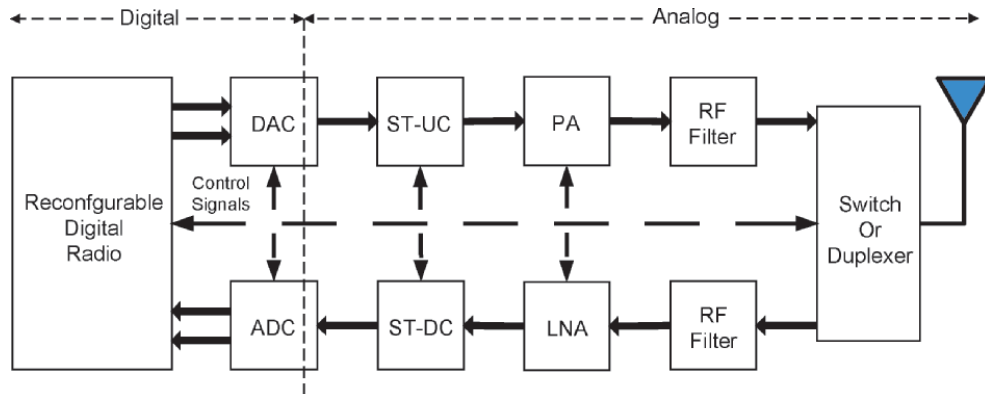 Digital
Analog
DAC
ST-UC
PA
RF
Filter
Reconfgurable
Digital
Radio
Control
Signals
Switch
Or
Duplexer
ADC
ST-DC
LNA
RF
Filter